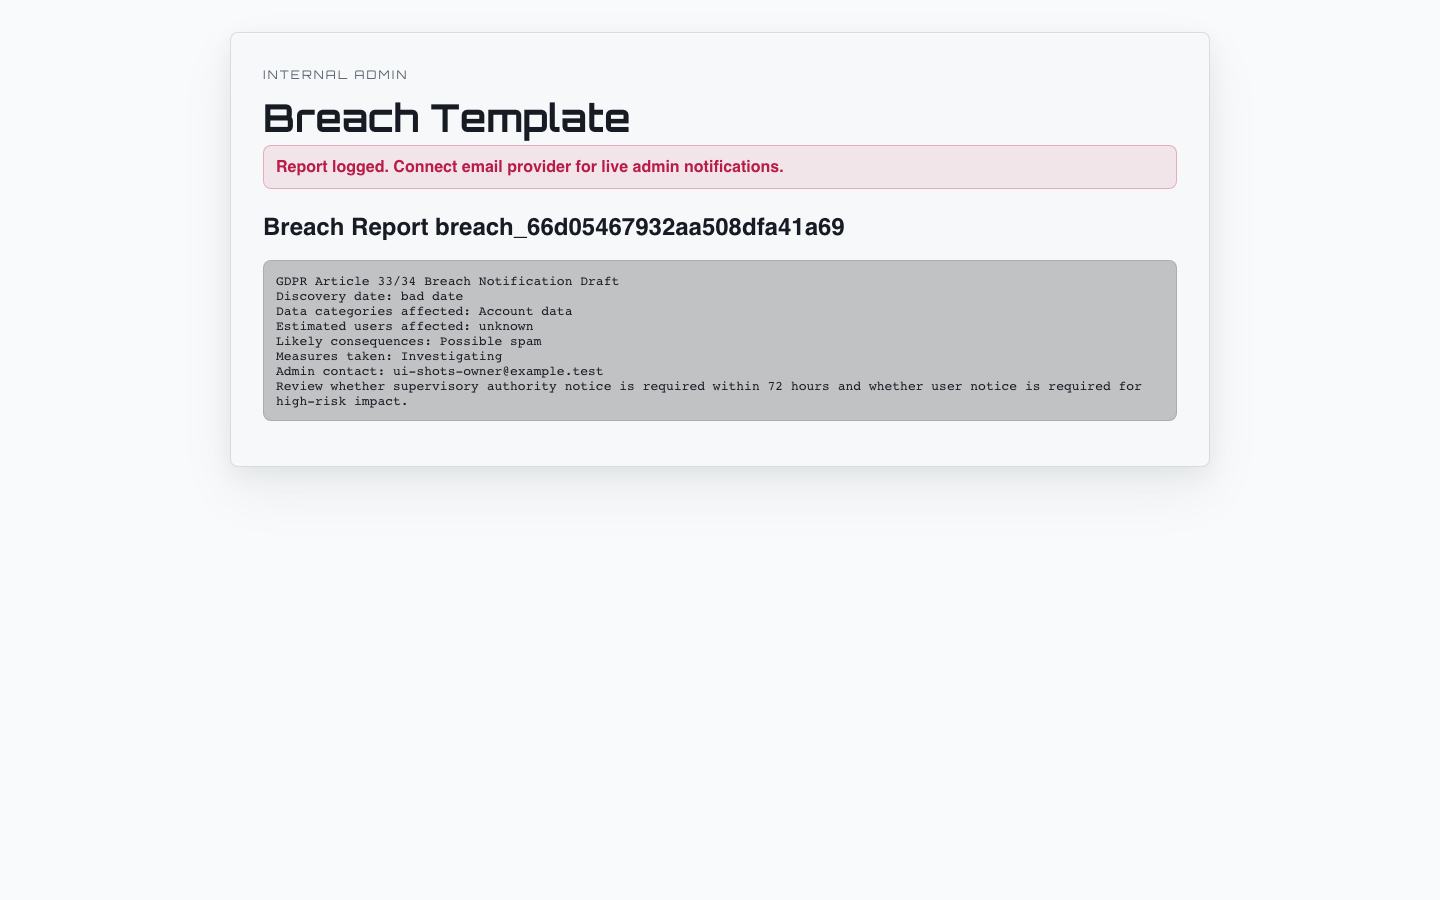 INTERNAL ADMIN
Breach Template
Report logged. Connect email provider for live admin notifications.
Breach Report breach_66d05467932aa508dfa41a69
GDPR Article 33/34 Breach Notification Draft
Discovery date: bad date
Data categories affected: Account data
Estimated users affected: unknown
Likely consequences: Possible spam
Measures taken: Investigating
Admin contact: ui-shots-owner@example.test
Review whether supervisory authority notice is required within 72 hours and whether user notice is required for
high-risk impact.